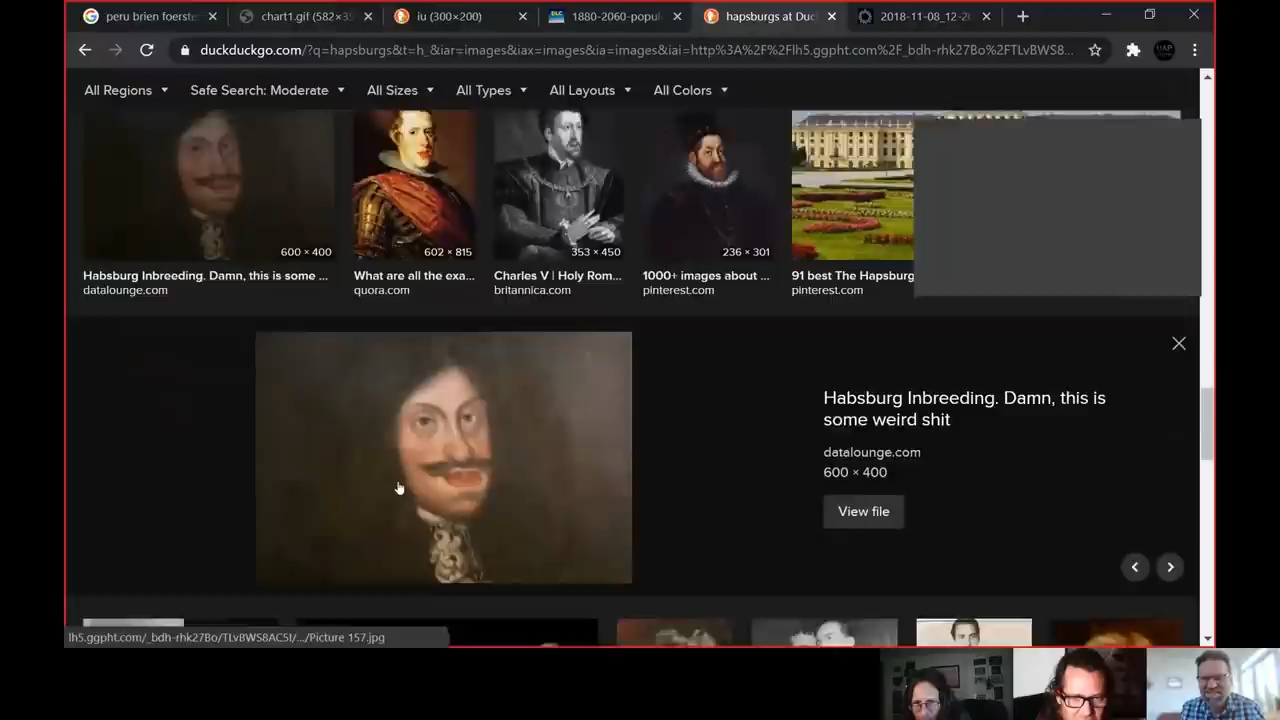 peru brien foerste
chart1.gif (582×35
iu (300×200)
1880-2060-popul
hapsburgs at Duc
2018-11-08_12-2
duckduckgo.com/?q=hapsburgs&t=h_&iar=images&iax=images&ia=images&iai=http%3A%2F%2Flh5.ggpht.com%2F_bdh-rhk27Bo%2FTLvBWS8...
All Regions
Safe Search: Moderate
All Sizes
All Types
All Layouts
All Colors
600 × 400
602 × 815
353 × 450
236 × 301
Habsburg Inbreeding. Damn, this is some ...
datalounge.com
What are all the exa...
quora.com
Charles V | Holy Rom...
britannica.com
1000+ images about ...
pinterest.com
91 best The Hapsburg
pinterest.com
Habsburg Inbreeding. Damn, this is
some weird shit
datalounge.com
600 × 400
View file
lh5.ggpht.com/_bdh-rhk27Bo/TLvBWS8AC5I/.../Picture 157.jpg